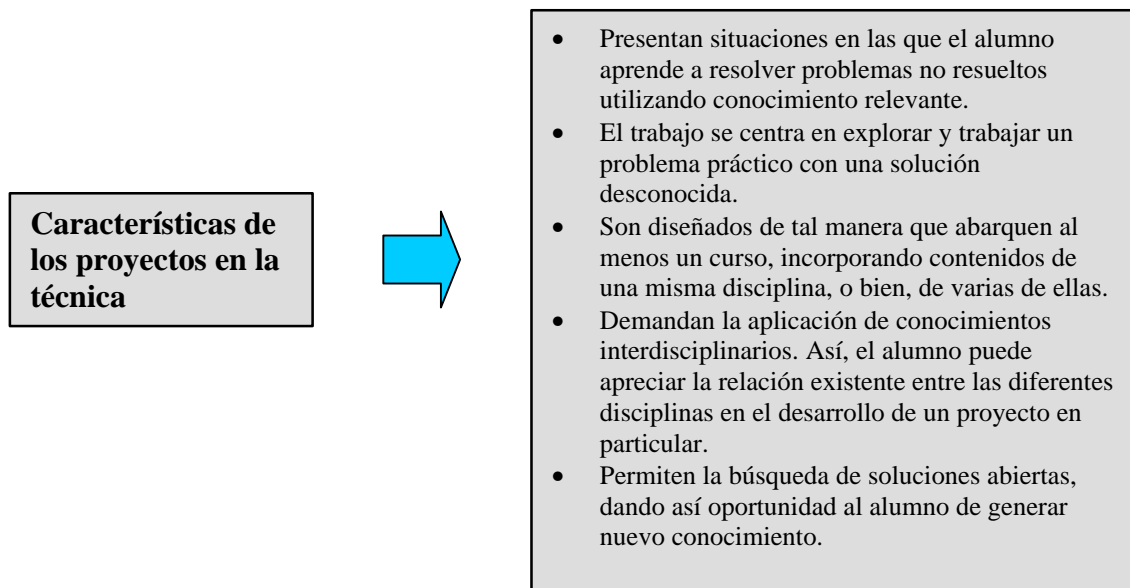 Características de
los proyectos en la
técnica
• Presentan situaciones en las que el alumno
aprende a resolver problemas no resueltos
utilizando conocimiento relevante.
• El trabajo se centra en explorar y trabajar un
problema práctico con una solución
desconocida.
• Son diseñados de tal manera que abarquen al
menos un curso, incorporando contenidos de
una misma disciplina, o bien, de varias de ellas.
• Demandan la aplicación de conocimientos
interdisciplinarios. Así, el alumno puede
apreciar la relación existente entre las diferentes
disciplinas en el desarrollo de un proyecto en
particular.
• Permiten la búsqueda de soluciones abiertas,
dando así oportunidad al alumno de generar
nuevo conocimiento.